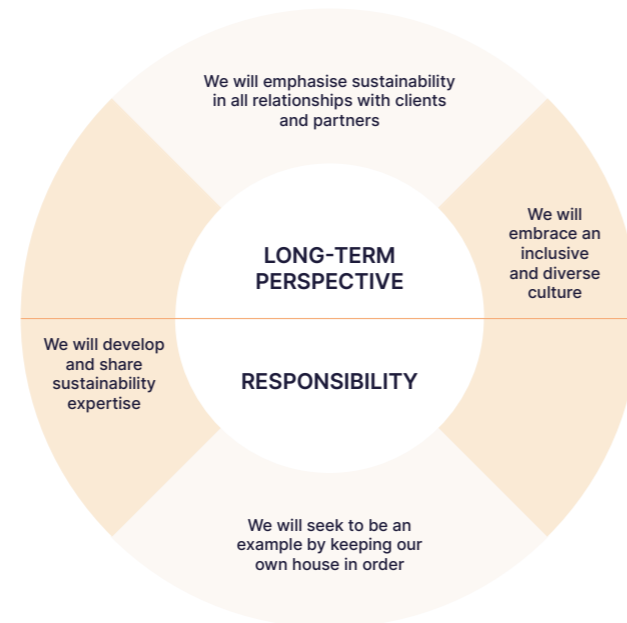 We will emphasise sustainability
in all relationships with clients
and partners
We will
embrace an
inclusive
and diverse
culture
LONG-TERM
PERSPECTIVE
We will develop
and share
sustainability
expertise
RESPONSIBILITY
We will seek to be an
example by keeping our
own house in order